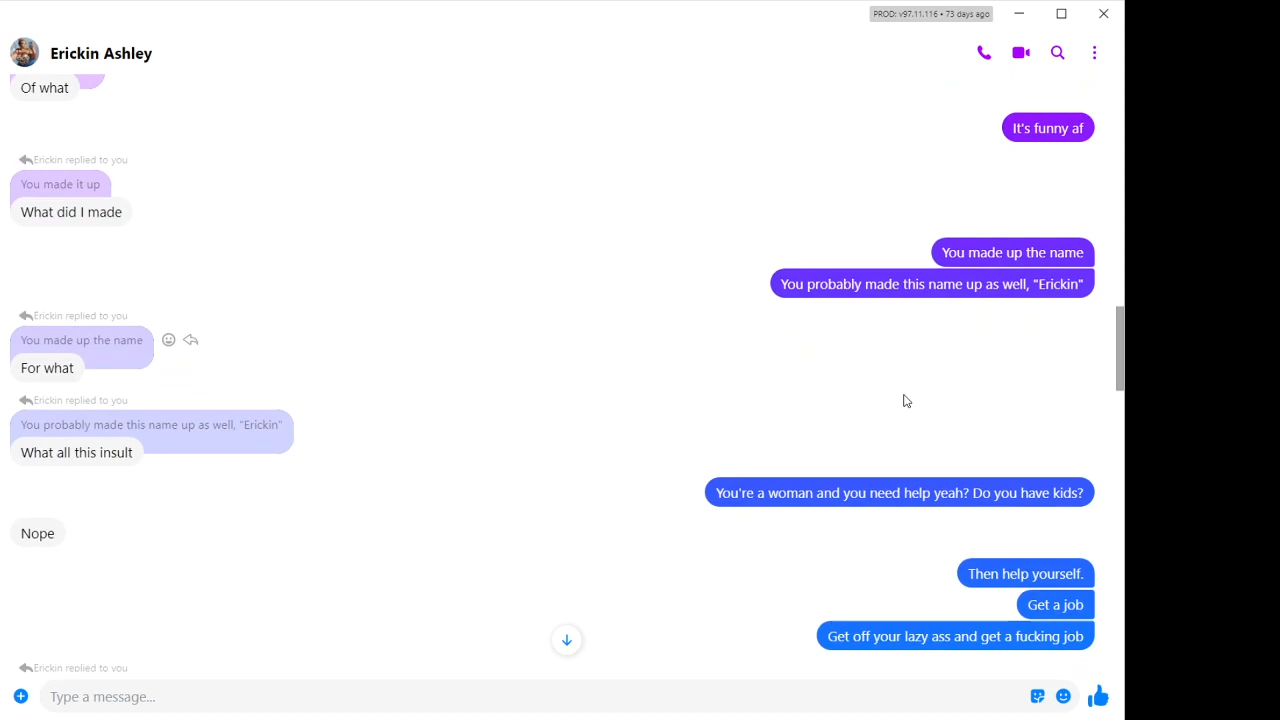 PROD: v97.11.116 • 73 days ago
Erickin Ashley
Of what
It's funny af
Erickin replied to you
You made it up
What did I made
You made up the name
You probably made this name up as well, "Erickin"
Erickin replied to you
You made up the name
For what
Erickin replied to you
You probably made this name up as well, "Erickin"
What all this insult
You're a woman and you need help yeah? Do you have kids?
Nope
Then help yourself.
Get a job
Get off your lazy ass and get a fucking job
Erickin replied to you
Type a message...